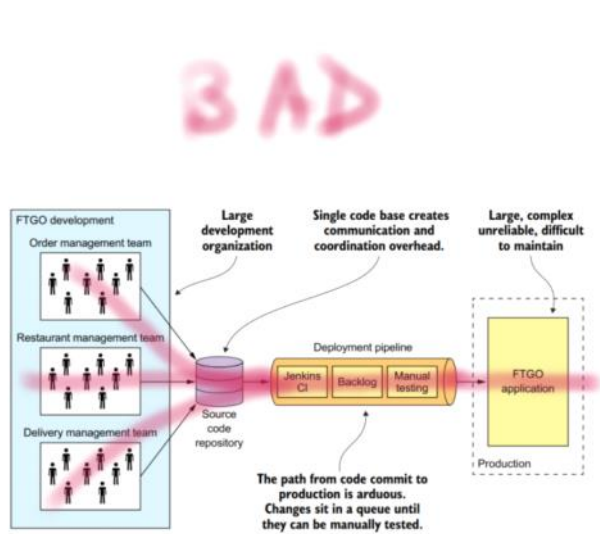 BAD
FTGO development
Order management team
Restaurant management team
Delivery management team
Large
development
organization
Single code base creates
communication and
coordination overhead.
Large, complex
unreliable, difficult
to maintain
Source
code
repository
Deployment pipeline
Jenkins
CI
Backlog
Manual
testing
FTGO
application
Production
The path from code commit to
production is arduous.
Changes sit in a queue until
they can be manually tested.